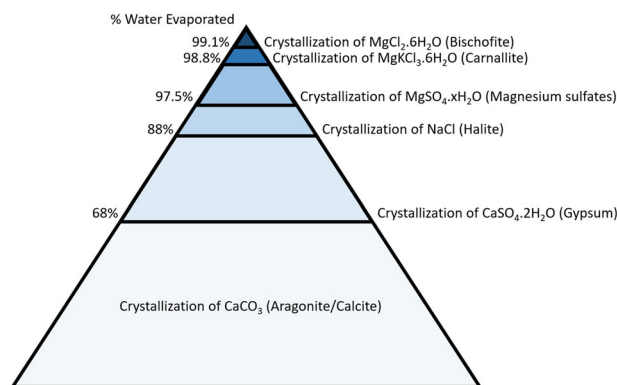 % Water Evaporated
99.1% Crystallization of MgCl₂.6H₂O (Bischofite)
98.8% Crystallization of MgKCl₃.6H₂O (Carnallite)
97.5% Crystallization of MgSO₄.xH₂O (Magnesium sulfates)
88% Crystallization of NaCl (Halite)
68% Crystallization of CaSO₄.2H₂O (Gypsum)
Crystallization of CaCO₃ (Aragonite/Calcite)